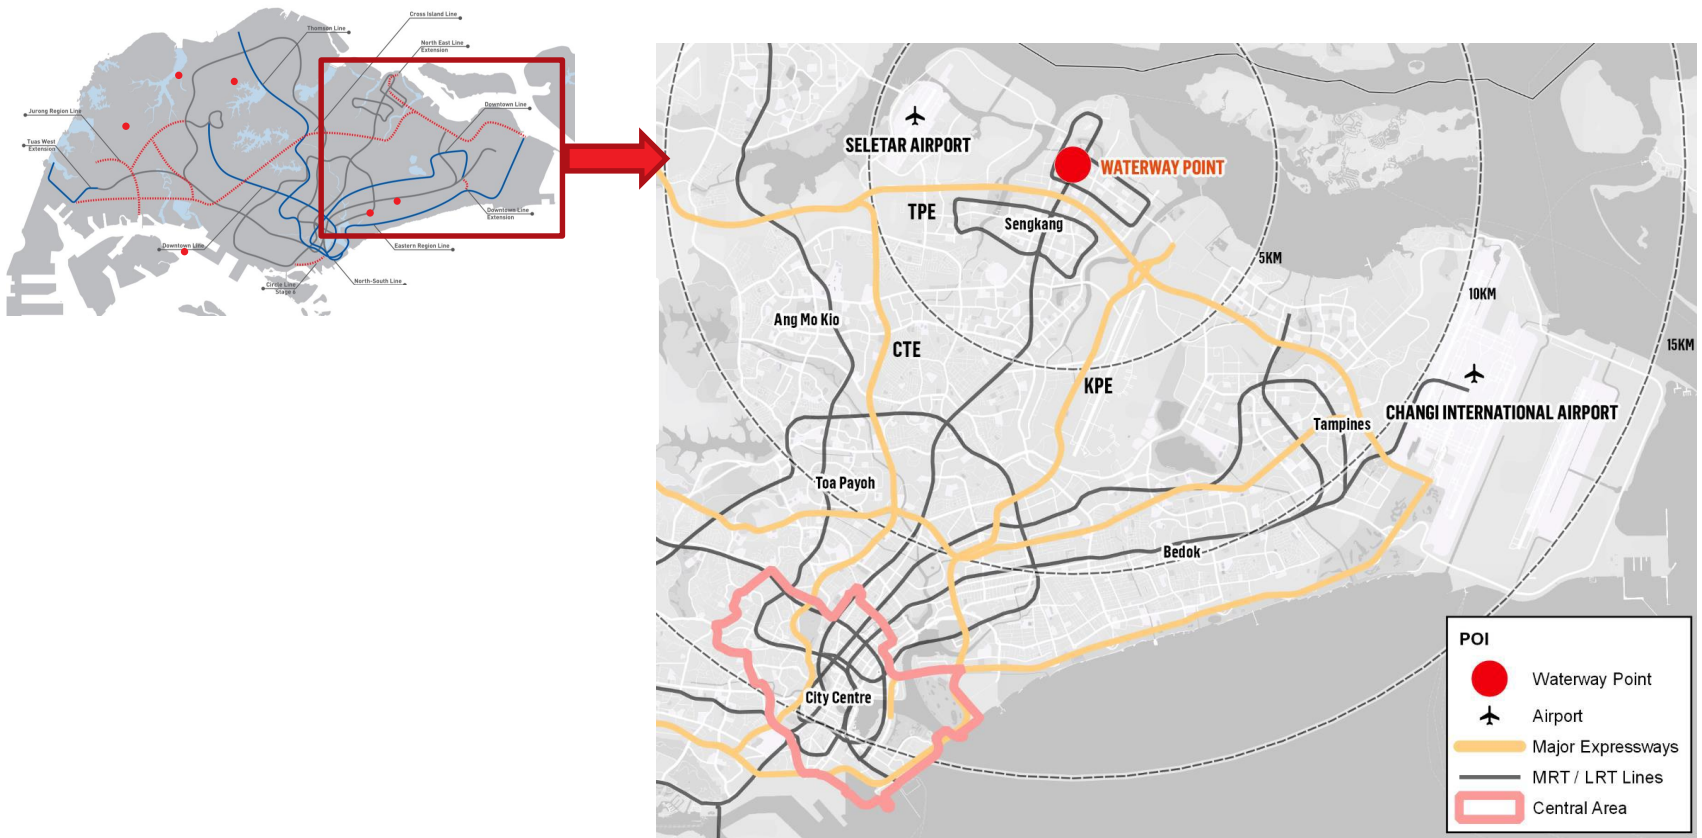 Cross Island Line
Thomson Line
North East Line
Extension
Downtown Line
Jurong Region Line
Tuas West
Extension
Downtown Line
Extension
Downtown Line
Eastern Region Line
Circle Line
Stage 6
North-South Line
SELETAR AIRPORT
WATERWAY POINT
TPE
Sengkang
5KM
10KM
15KM
Ang Mo Kio
CTE
KPE
CHANGI INTERNATIONAL AIRPORT
Tampines
Toa Payoh
Bedok
City Centre
POI
Waterway Point
Airport
Major Expressways
MRT / LRT Lines
Central Area